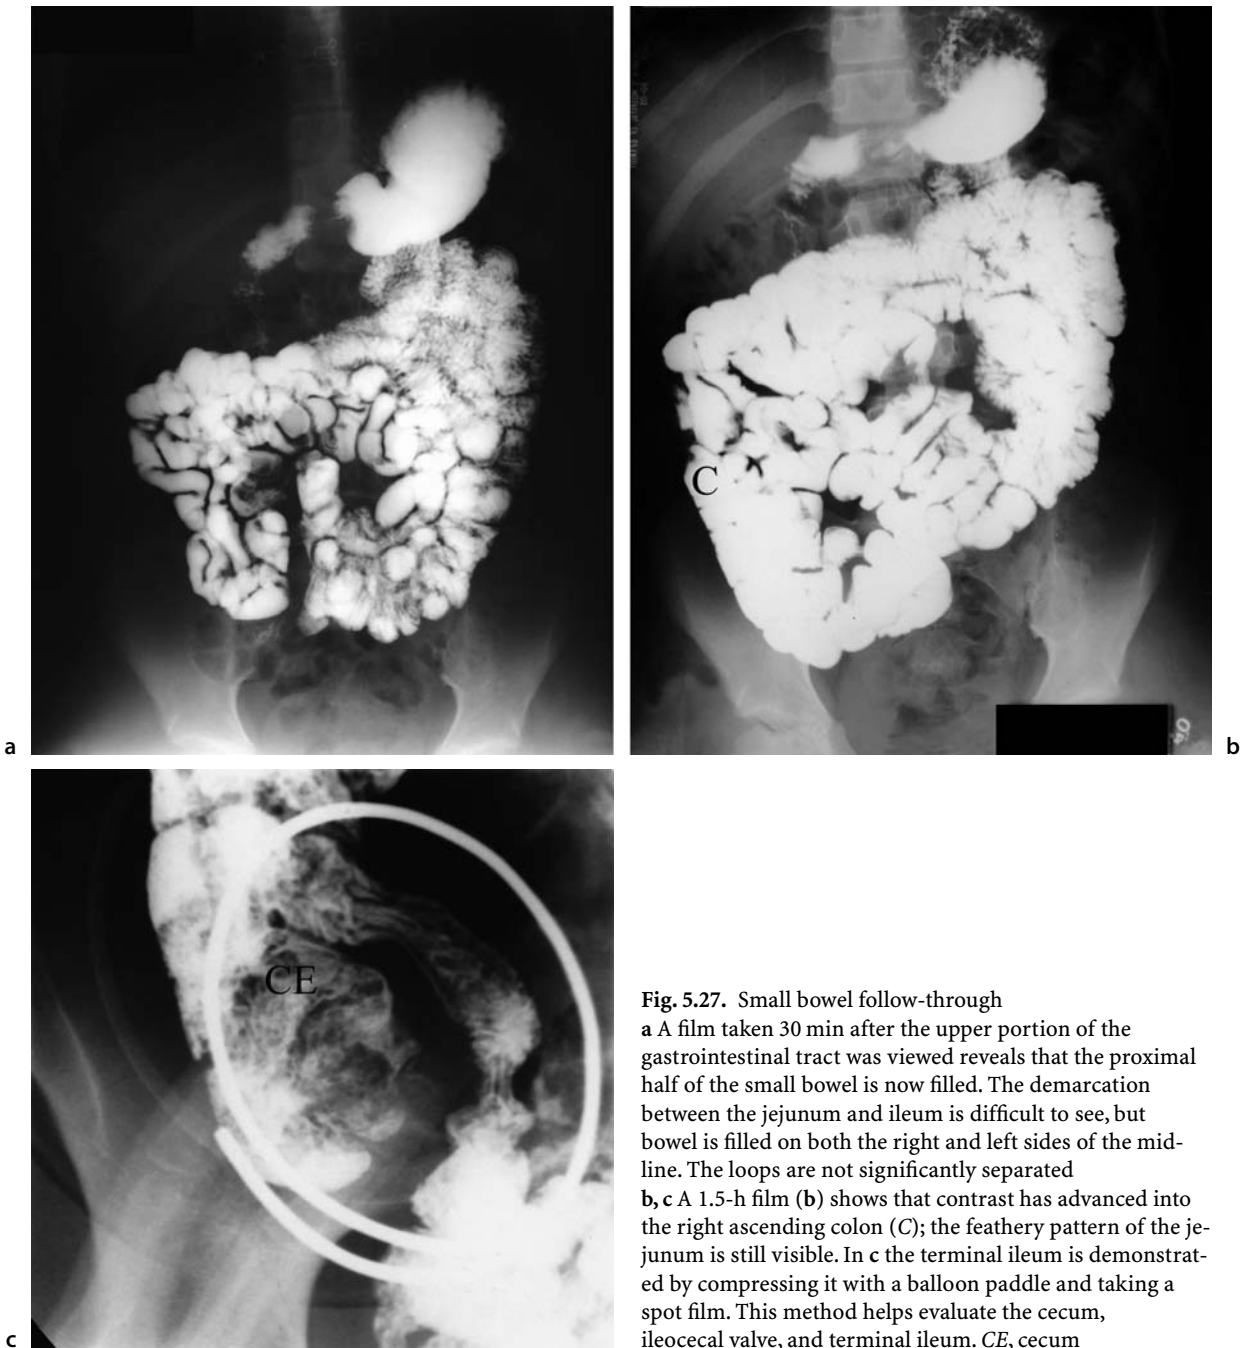 a
b
C
c
CE
Fig. 5.27. Small bowel follow-through
a A film taken 30 min after the upper portion of the
gastrointestinal tract was viewed reveals that the proximal
half of the small bowel is now filled. The demarcation
between the jejunum and ileum is difficult to see, but
bowel is filled on both the right and left sides of the mid-
line. The loops are not significantly separated
b, c A 1.5-h film (b) shows that contrast has advanced into
the right ascending colon (C); the feathery pattern of the je-
junum is still visible. In c the terminal ileum is demonstrat-
ed by compressing it with a balloon paddle and taking a
spot film. This method helps evaluate the cecum,
ileocecal valve, and terminal ileum. CE, cecum